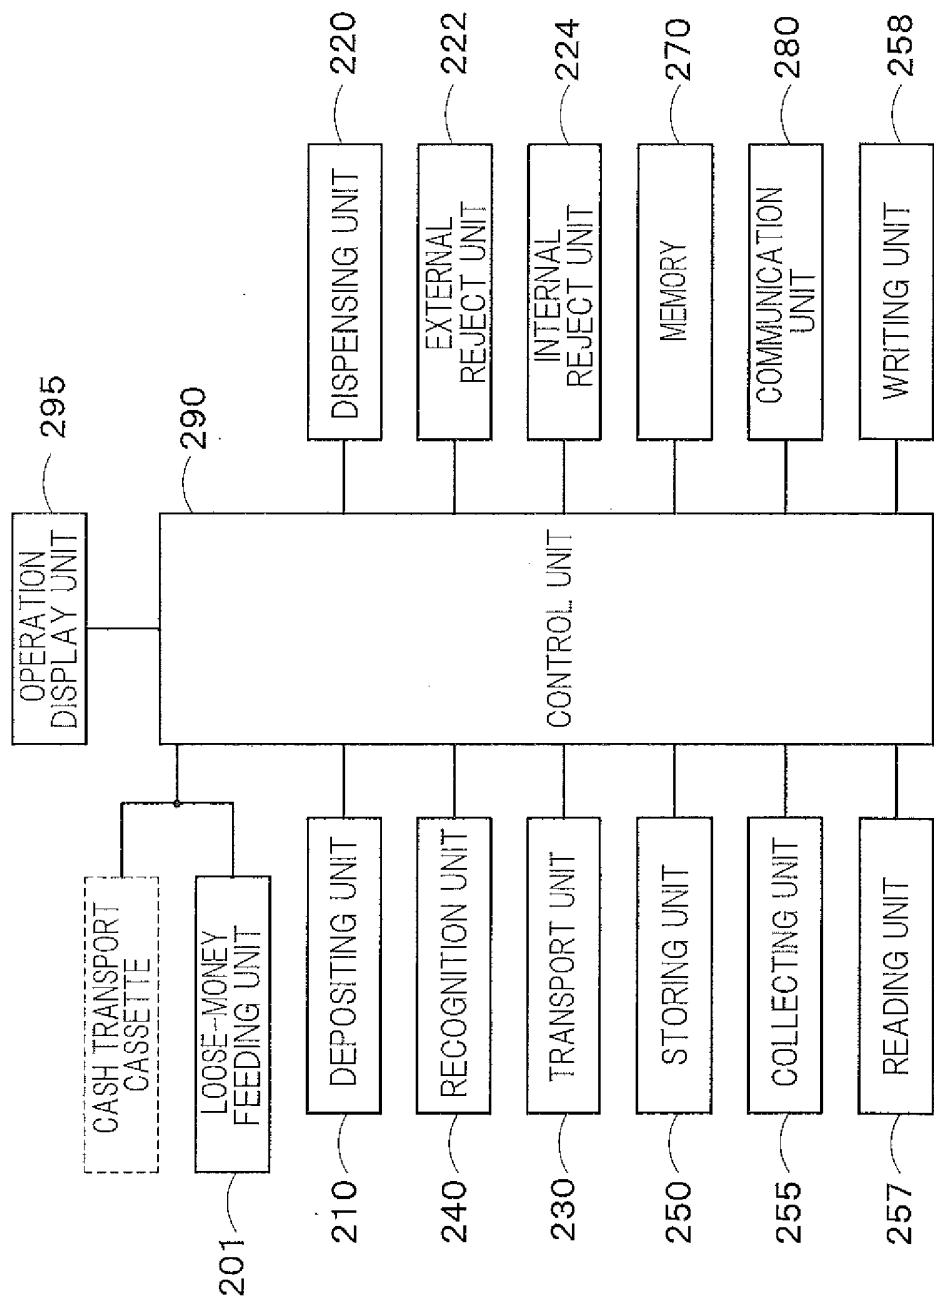 OPERATION
DISPLAY UNIT
295
290
CASH TRANSPORT
CASSETTE
LOOSE-MONEY
FEEDING UNIT
201
CONTROL UNIT
DEPOSITING UNIT
210
RECOGNITION UNIT
240
TRANSPORT UNIT
230
STORING UNIT
250
COLLECTING UNIT
255
READING UNIT
257
DISPENSING UNIT
220
EXTERNAL
REJECT UNIT
222
INTERNAL
REJECT UNIT
224
MEMORY
270
COMMUNICATION
UNIT
280
WRITING UNIT
258